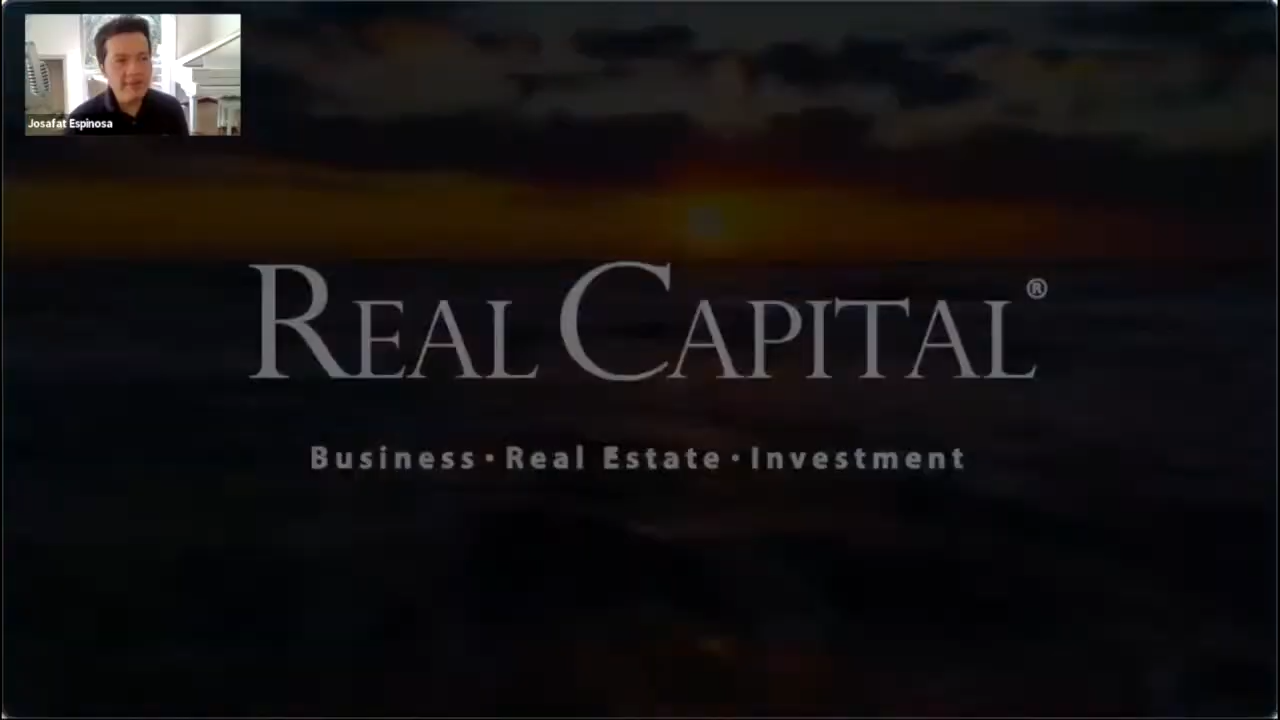 Josafat Espinosa
REAL CAPITAL®
Business · Real Estate · Investment